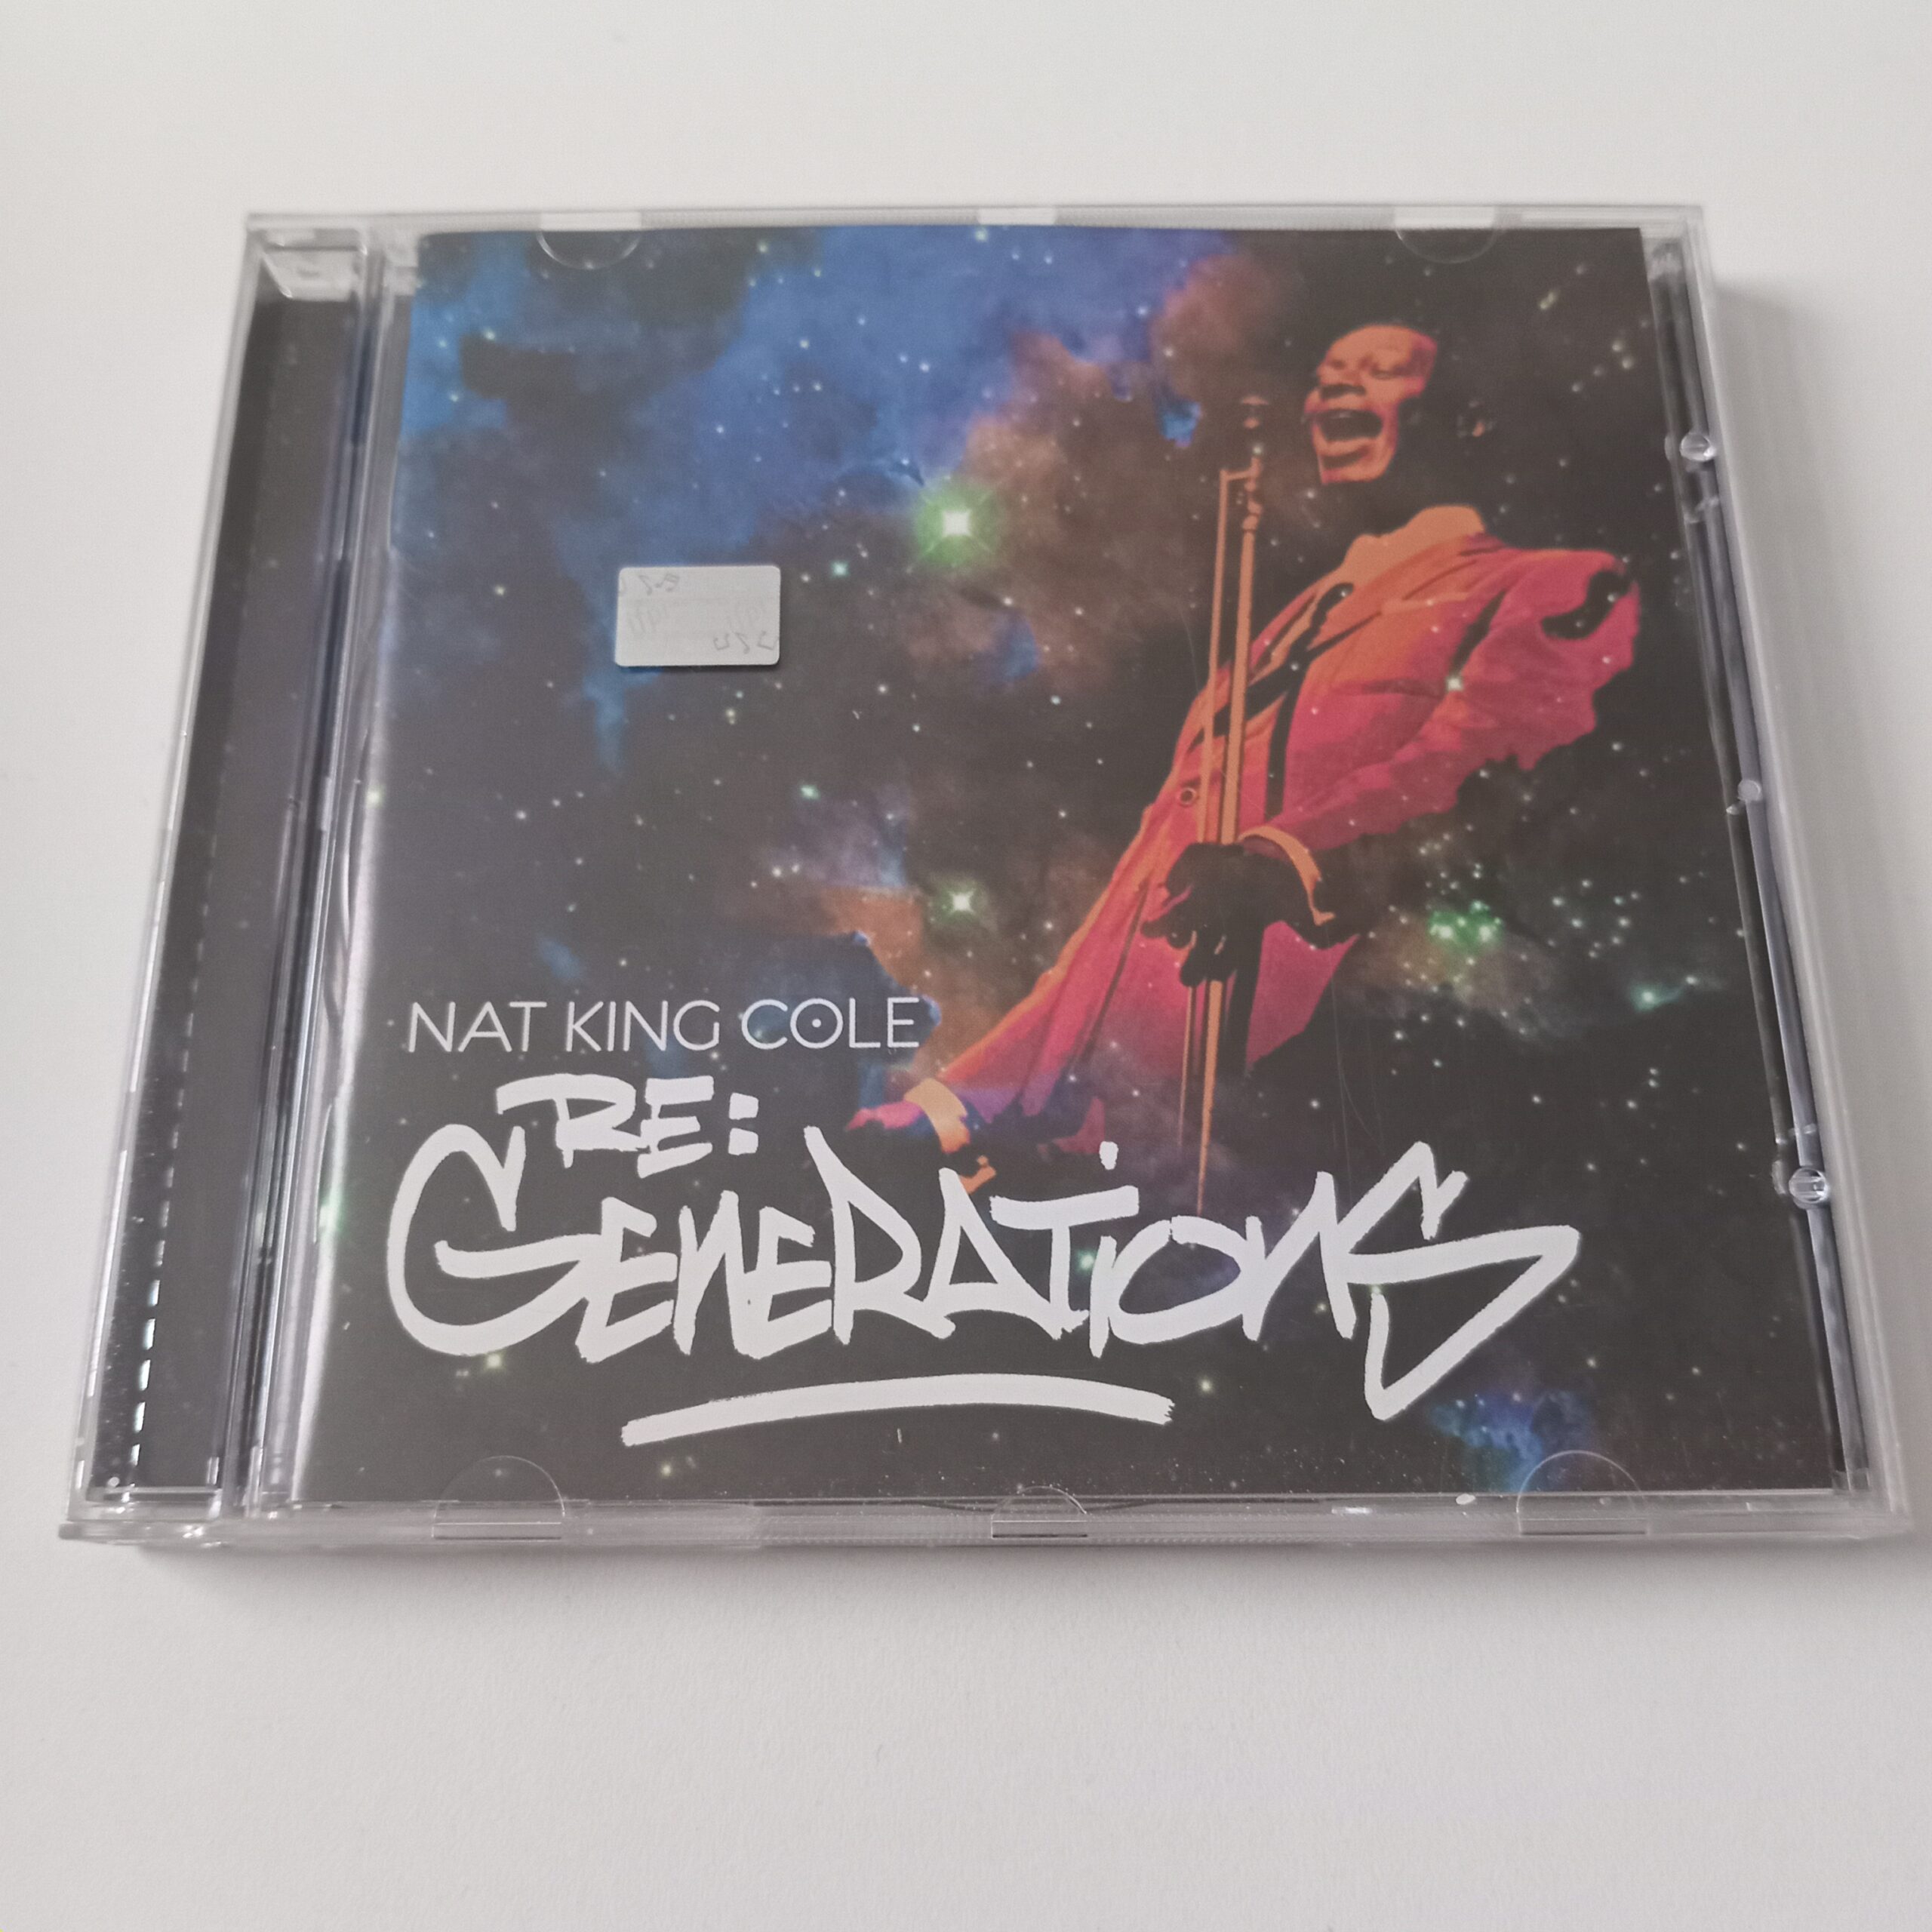 NAT KING COLE
RE:
GENERATiONS